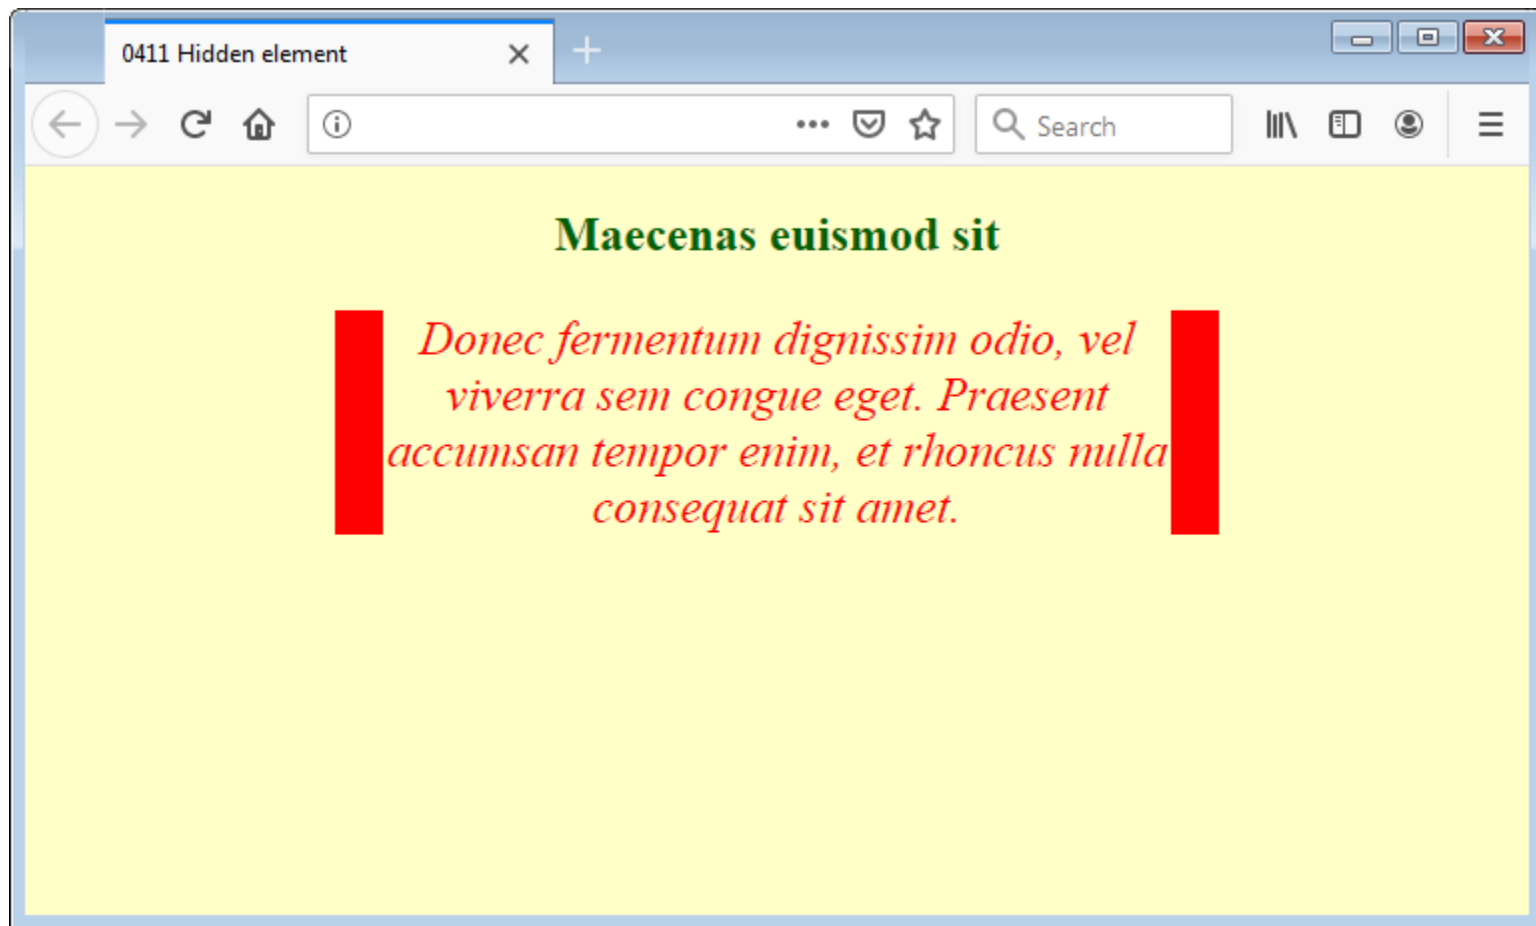 0411 Hidden element
Search
Maecenas euismod sit
Donec fermentum dignissim odio, vel
viverra sem congue eget. Praesent
accumsan tempor enim, et rhoncus nulla
consequat sit amet.